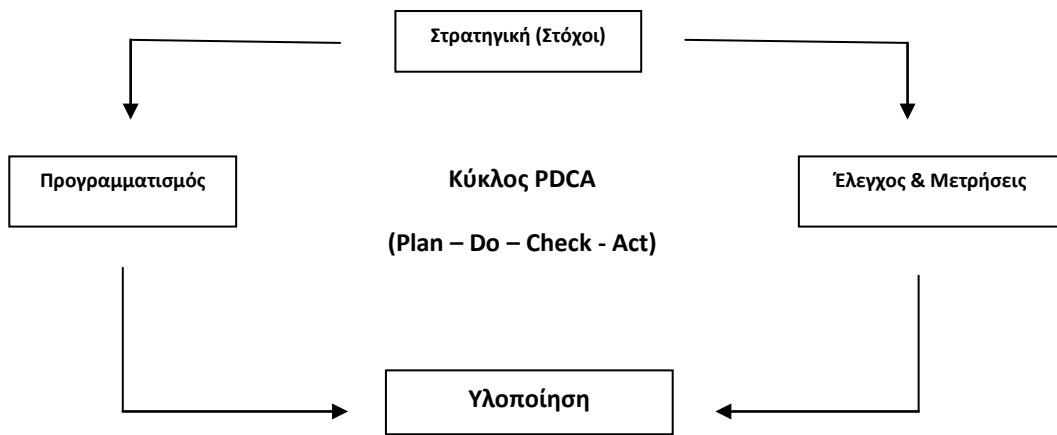 Στρατηγική (Στόχοι)
Προγραμματισμός
Κύκλος PDCA
Έλεγχος & Μετρήσεις
(Plan – Do – Check - Act)
Υλοποίηση